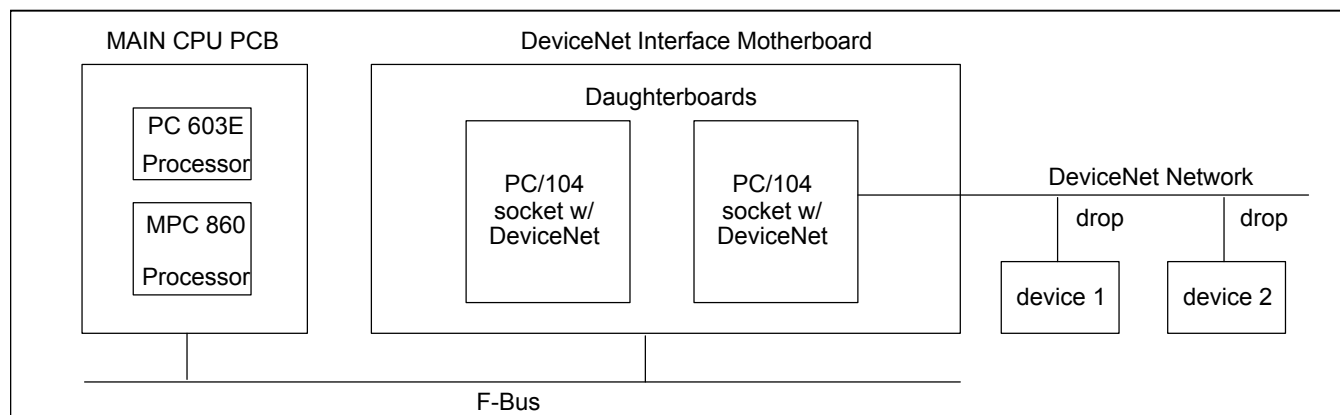 MAIN CPU PCB
DeviceNet Interface Motherboard
Daughterboards
PC 603E
Processor
MPC 860
Processor
PC/104
socket w/
DeviceNet
PC/104
socket w/
DeviceNet
DeviceNet Network
drop
drop
device 1
device 2
F-Bus